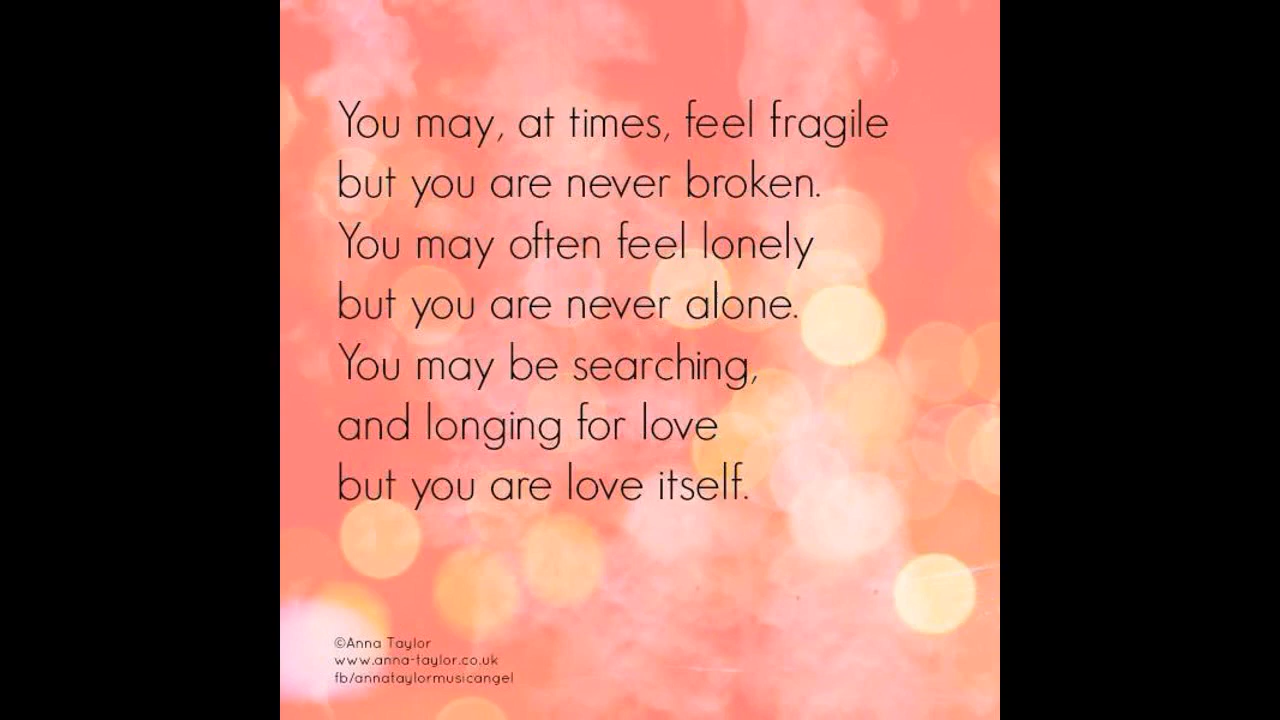 You may, at times, feel fragile
but you are never broken.
You may often feel lonely
but you are never alone.
You may be searching,
and longing for love
but you are love itself.
©Anna Taylor
www.anna-taylor.co.uk
fb/annataylormusicangel